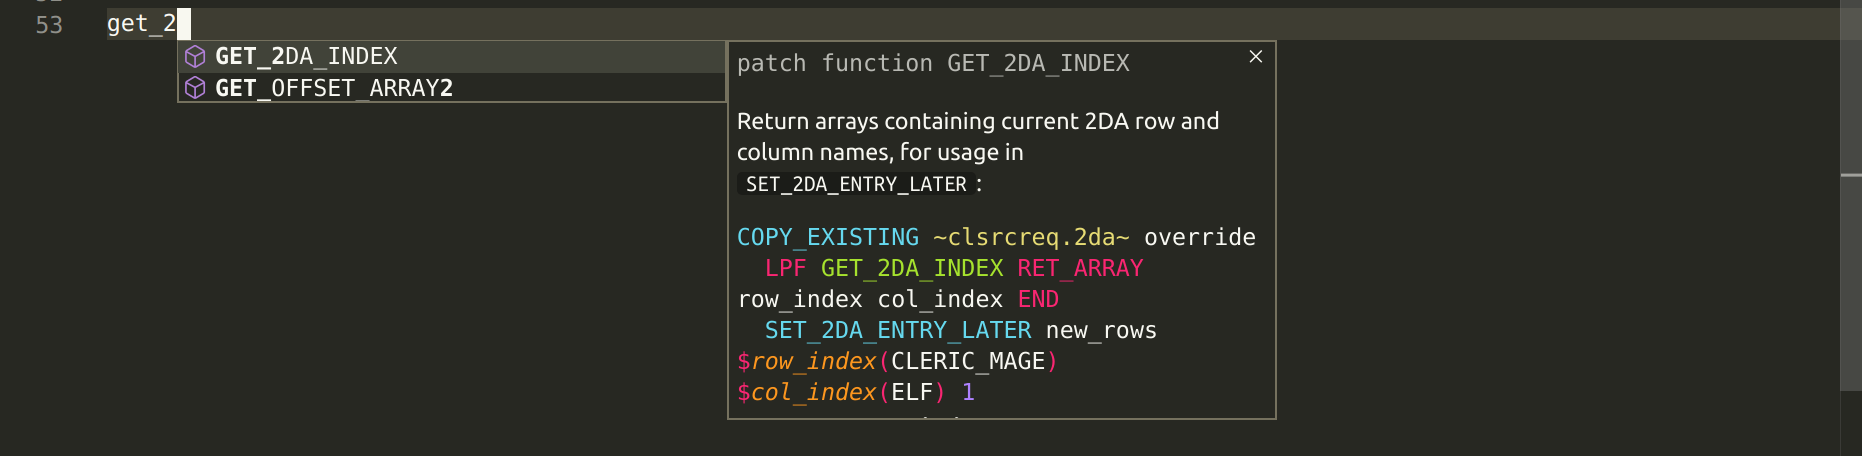 53 get_2
GET_2DA_INDEX
GET_OFFSET_ARRAY2
patch function GET_2DA_INDEX
Return arrays containing current 2DA row and
column names, for usage in
SET_2DA_ENTRY_LATER:
COPY_EXISTING ~clsrcreq.2da~ override
LPF GET_2DA_INDEX RET_ARRAY
row_index col_index END
SET_2DA_ENTRY_LATER new_rows
$row_index(CLERIC_MAGE)
$col_index(ELF) 1